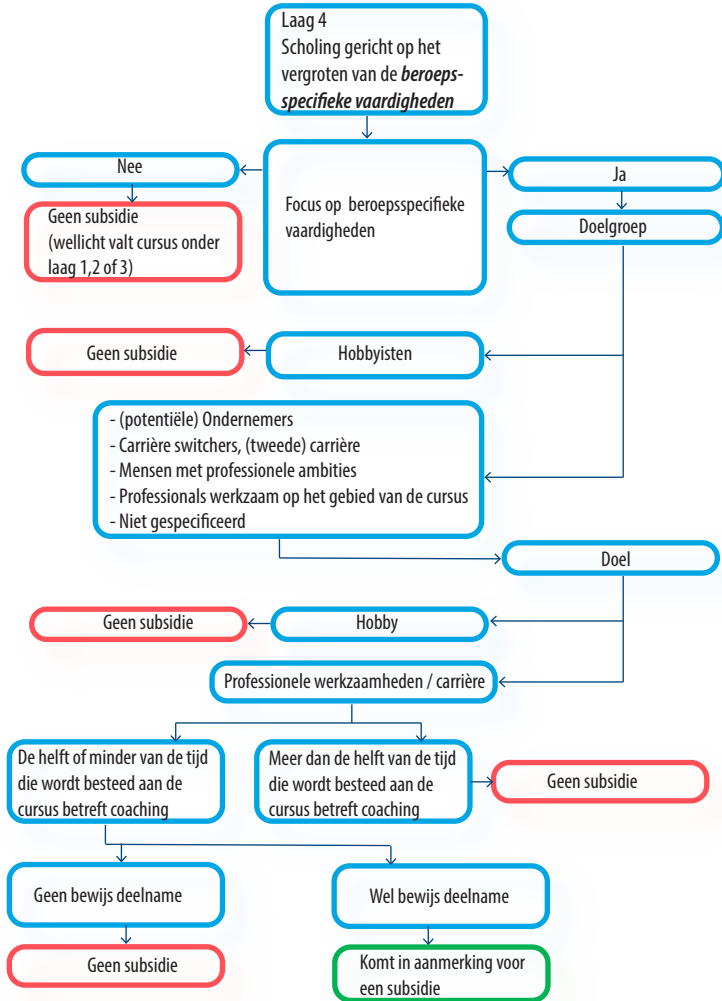 Laag 4
Scholing gericht op het
vergroten van de beroeps-
specifieke vaardigheden
Nee
Ja
Geen subsidie
(wellicht valt cursus onder
laag 1,2 of 3)
Focus op beroepsspecifieke
vaardigheden
Doelgroep
Geen subsidie
Hobbyisten
- (potentiële) Ondernemers
- Carrière switchers, (tweede) carrière
- Mensen met professionele ambities
- Professionals werkzaam op het gebied van de cursus
- Niet gespecificeerd
Doel
Geen subsidie
Hobby
Professionele werkzaamheden / carrière
De helft of minder van de tijd
die wordt besteed aan de
cursus betreft coaching
Meer dan de helft van de tijd
die wordt besteed aan de
cursus betreft coaching
Geen subsidie
Geen bewijs deelname
Wel bewijs deelname
Geen subsidie
Komt in aanmerking voor
een subsidie